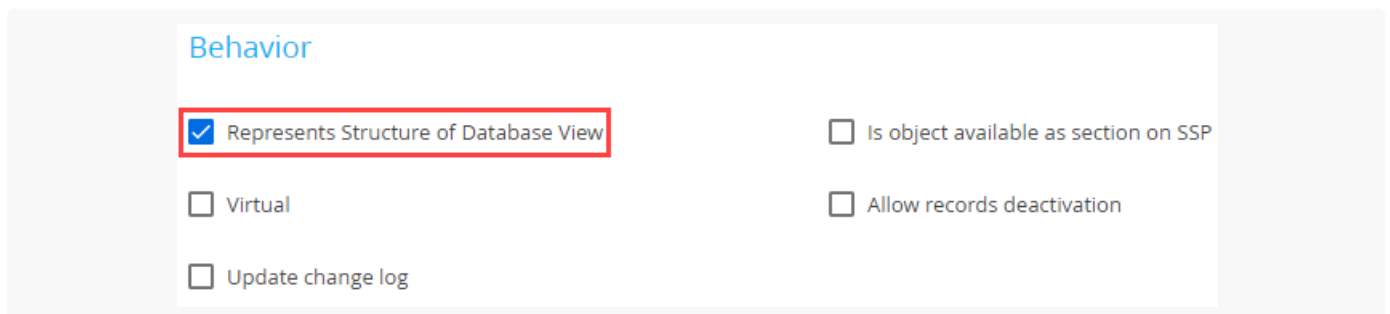 Behavior
Represents Structure of Database View
Is object available as section on SSP
Virtual
Allow records deactivation
Update change log